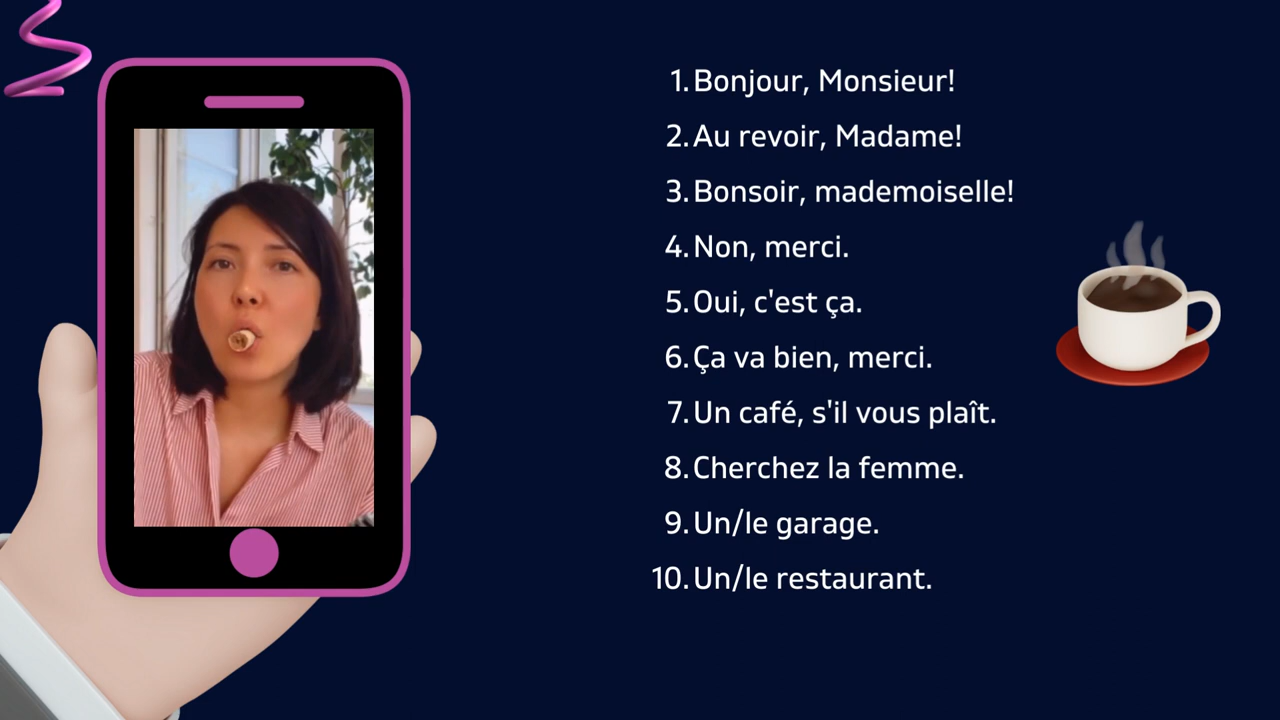 1. Bonjour, Monsieur!
2. Au revoir, Madame!
3. Bonsoir, mademoiselle!
4. Non, merci.
5. Oui, c'est ça.
6. Ça va bien, merci.
7. Un café, s'il vous plaît.
8. Cherchez la femme.
9. Un/le garage.
10. Un/le restaurant.